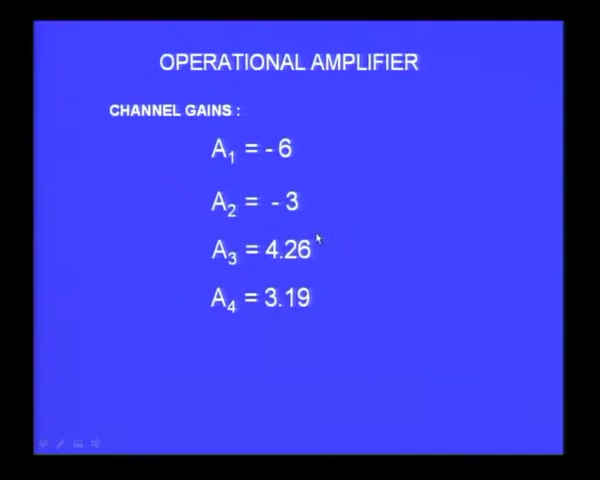 OPERATIONAL AMPLIFIER
CHANNEL GAINS :
A₁ = - 6
A₂ = - 3
A₃ = 4.26
A₄ = 3.19